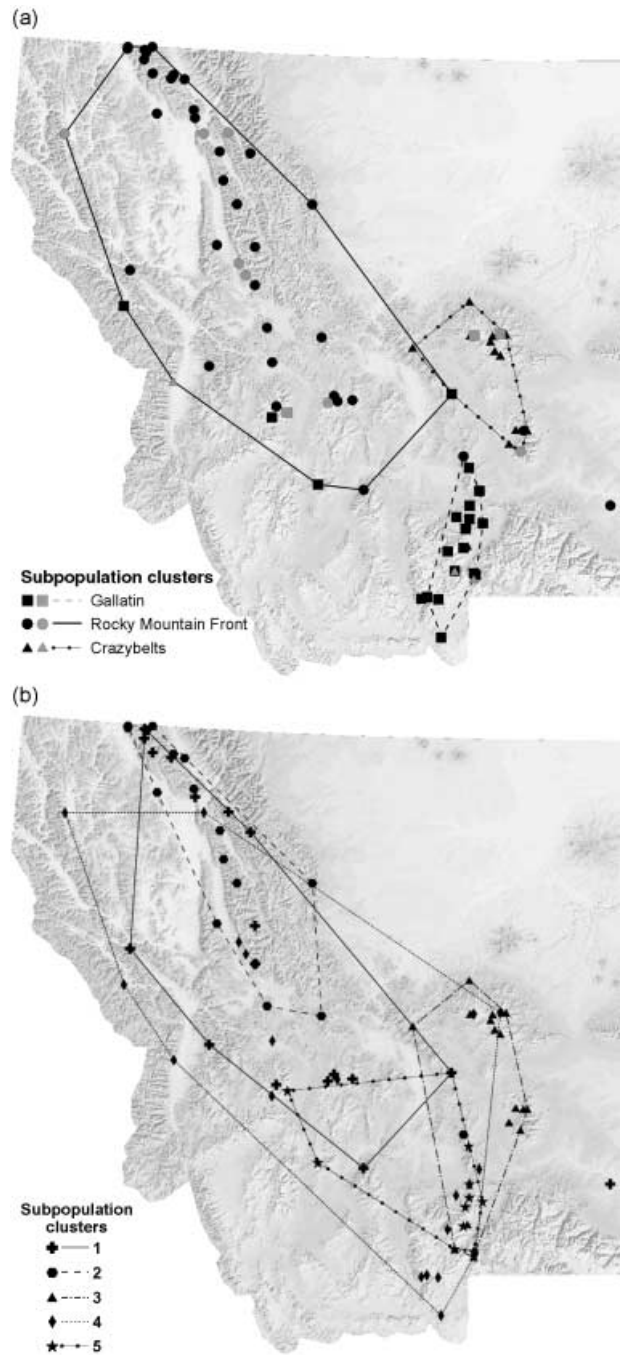 (a)
Subpopulation clusters
Gallatin
Rocky Mountain Front
Crazybelts
(b)
Subpopulation
clusters
1
2
3
4
5